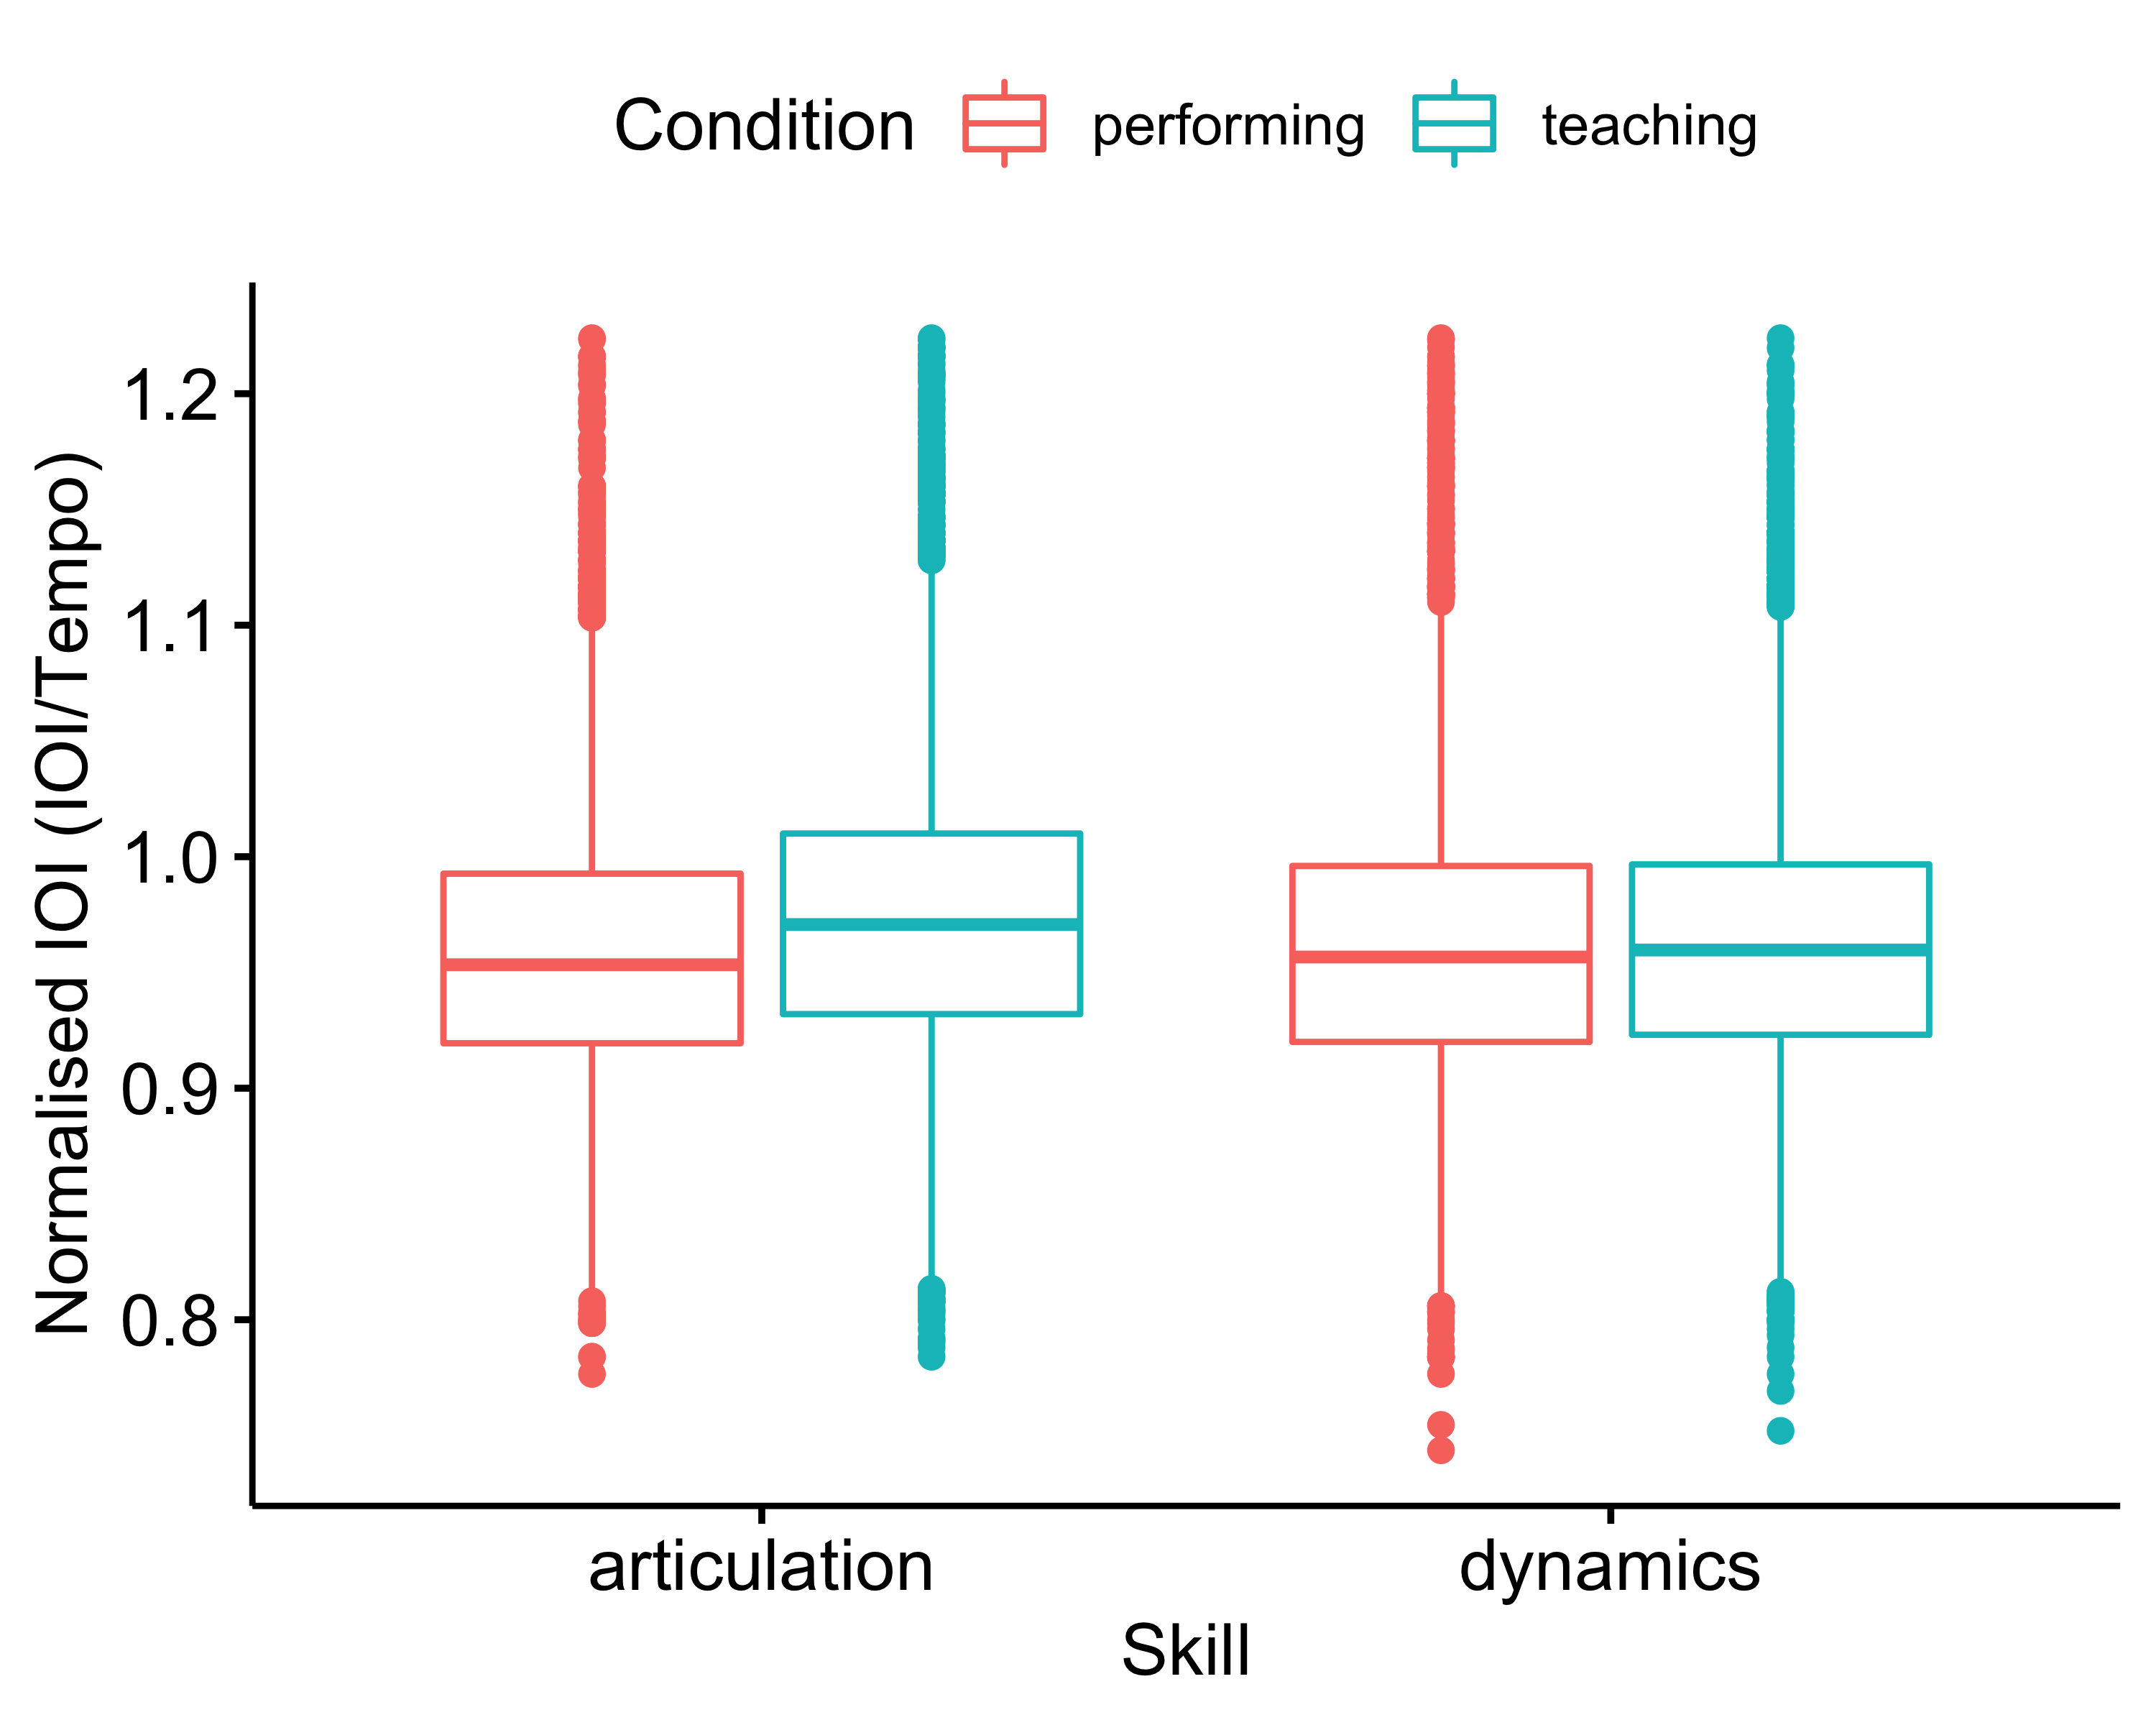 Condition performing teaching
Normalised IOI (IOI/Tempo)
1.2
1.1
1.0
0.9
0.8
articulation dynamics
Skill